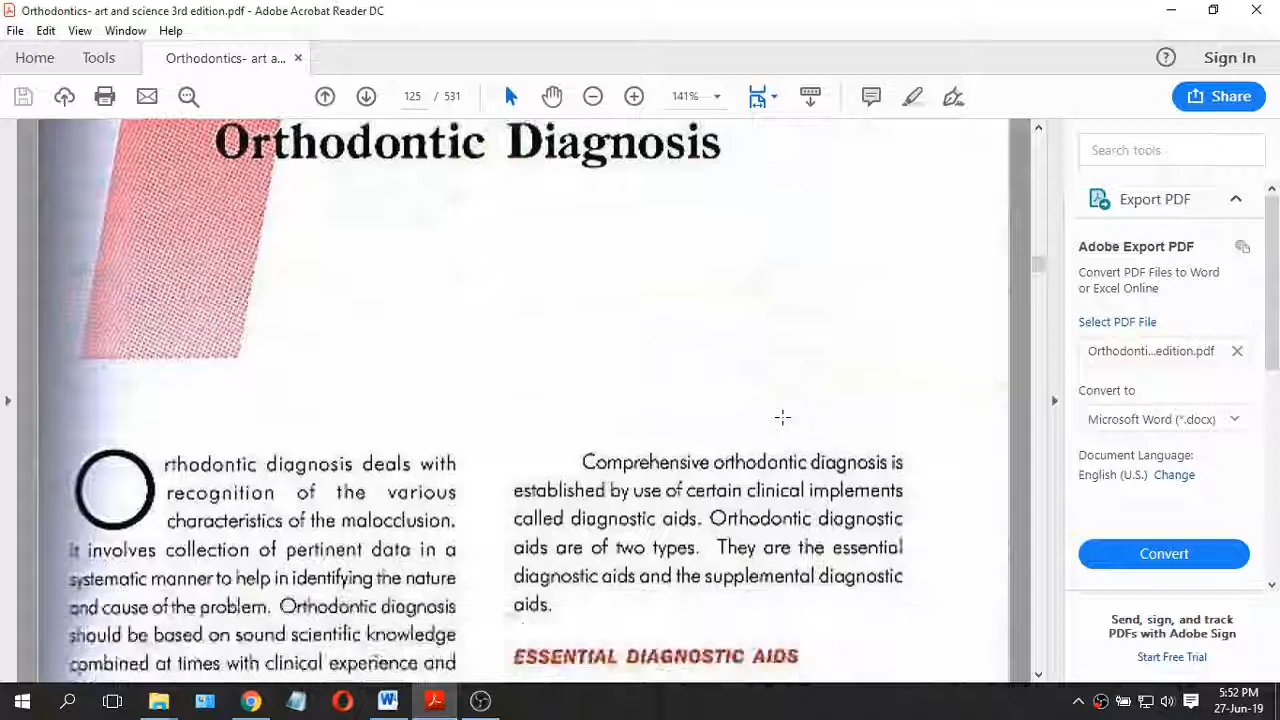 Orthodontics- art and science 3rd edition.pdf - Adobe Acrobat Reader DC
File Edit View Window Help
Home Tools Orthodontics- art a... × Sign In
125 / 531 141% Share
Orthodontic Diagnosis
Orthodontic diagnosis deals with
recognition of the various
characteristics of the malocclusion.
It involves collection of pertinent data in a
systematic manner to help in identifying the nature
and cause of the problem. Orthodontic diagnosis
should be based on sound scientific knowledge
combined at times with clinical experience and
Comprehensive orthodontic diagnosis is
established by use of certain clinical implements
called diagnostic aids. Orthodontic diagnostic
aids are of two types. They are the essential
diagnostic aids and the supplemental diagnostic
aids.
ESSENTIAL DIAGNOSTIC AIDS
Search tools
Export PDF
Adobe Export PDF
Convert PDF Files to Word
or Excel Online
Select PDF File
Orthodonti...edition.pdf
Convert to
Microsoft Word (*.docx)
Document Language:
English (U.S.) Change
Convert
Send, sign, and track
PDFs with Adobe Sign
Start Free Trial
5:52 PM
27-Jun-19